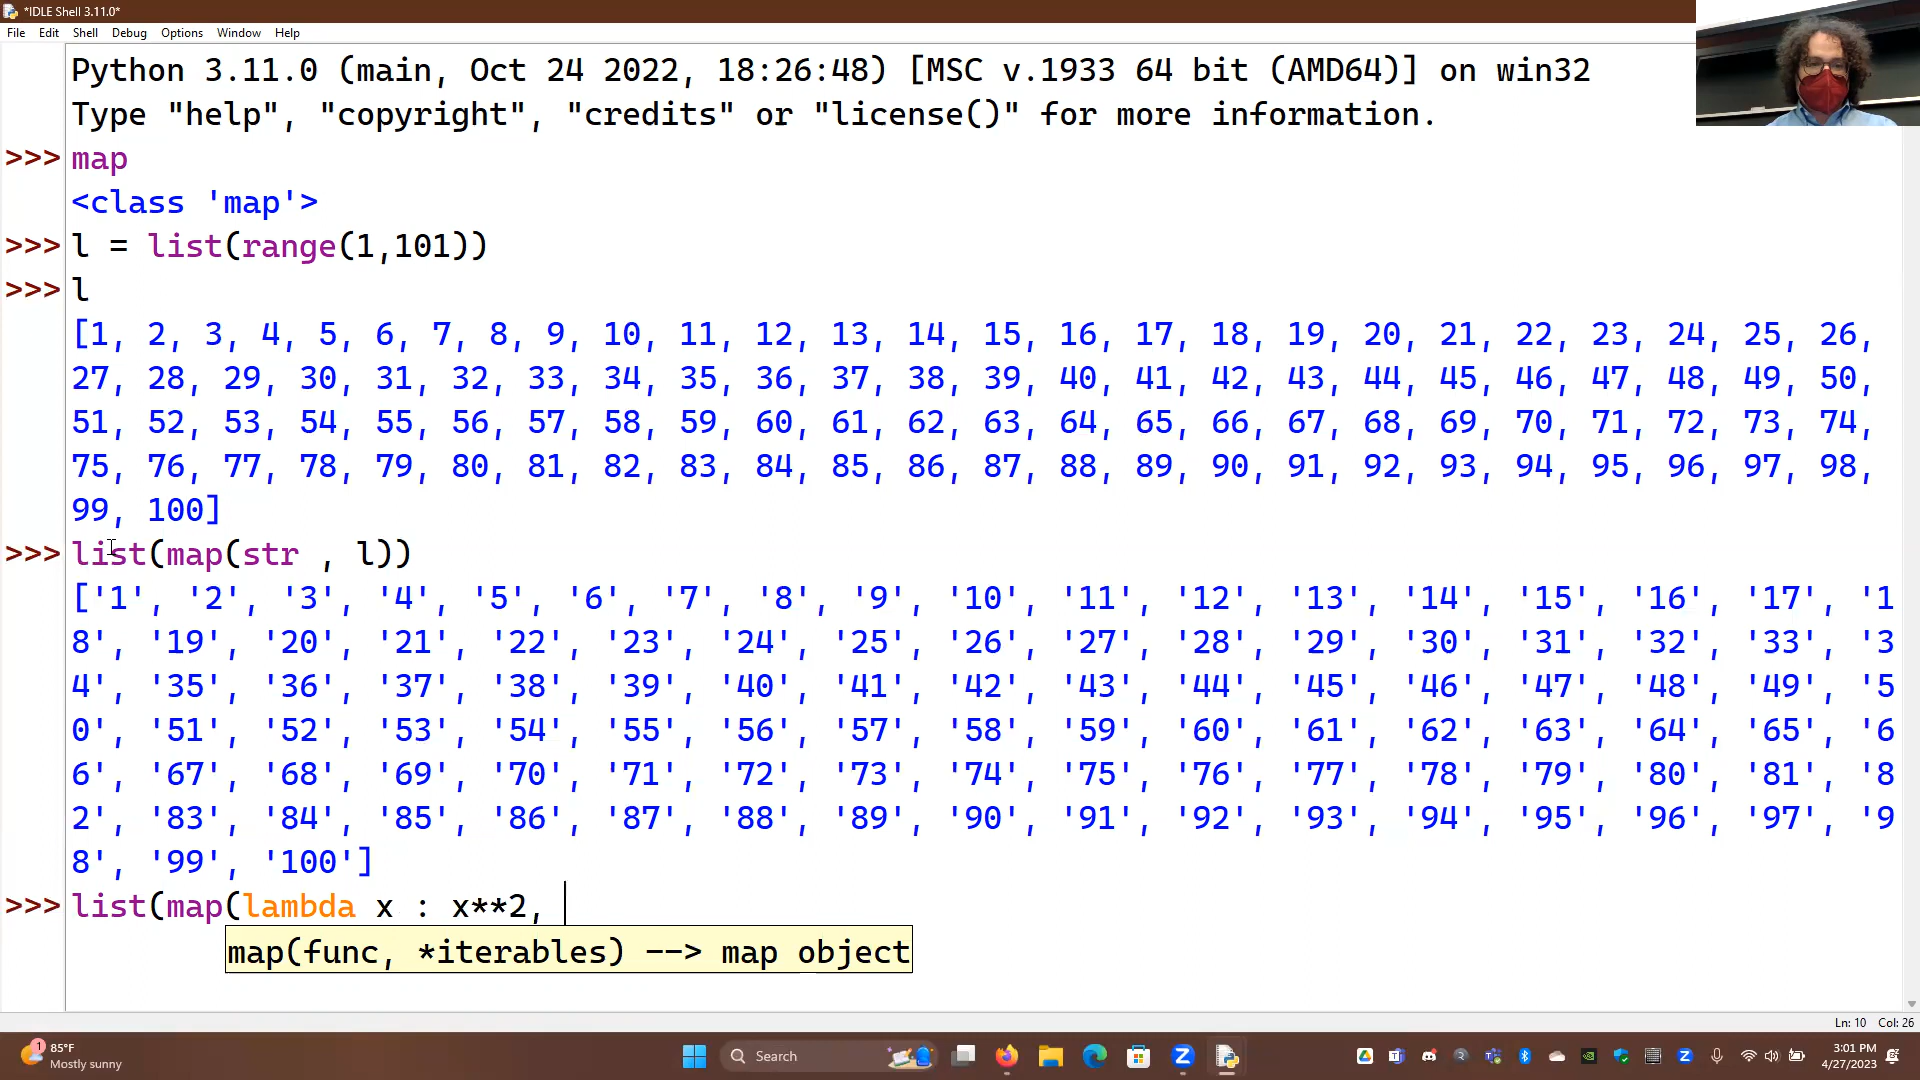 *IDLE Shell 3.11.0*
File Edit Shell Debug Options Window Help
Python 3.11.0 (main, Oct 24 2022, 18:26:48) [MSC v.1933 64 bit (AMD64)] on win32
Type "help", "copyright", "credits" or "license()" for more information.
>>> map
<class 'map'>
>>> l = list(range(1,101))
>>> l
[1, 2, 3, 4, 5, 6, 7, 8, 9, 10, 11, 12, 13, 14, 15, 16, 17, 18, 19, 20, 21, 22, 23, 24, 25, 26,
27, 28, 29, 30, 31, 32, 33, 34, 35, 36, 37, 38, 39, 40, 41, 42, 43, 44, 45, 46, 47, 48, 49, 50,
51, 52, 53, 54, 55, 56, 57, 58, 59, 60, 61, 62, 63, 64, 65, 66, 67, 68, 69, 70, 71, 72, 73, 74,
75, 76, 77, 78, 79, 80, 81, 82, 83, 84, 85, 86, 87, 88, 89, 90, 91, 92, 93, 94, 95, 96, 97, 98,
99, 100]
>>> list(map(str , l))
['1', '2', '3', '4', '5', '6', '7', '8', '9', '10', '11', '12', '13', '14', '15', '16', '17', '1
8', '19', '20', '21', '22', '23', '24', '25', '26', '27', '28', '29', '30', '31', '32', '33', '3
4', '35', '36', '37', '38', '39', '40', '41', '42', '43', '44', '45', '46', '47', '48', '49', '5
0', '51', '52', '53', '54', '55', '56', '57', '58', '59', '60', '61', '62', '63', '64', '65', '6
6', '67', '68', '69', '70', '71', '72', '73', '74', '75', '76', '77', '78', '79', '80', '81', '8
2', '83', '84', '85', '86', '87', '88', '89', '90', '91', '92', '93', '94', '95', '96', '97', '9
8', '99', '100']
>>> list(map(lambda x : x**2,
map(func, *iterables) --> map object
Ln: 10 Col: 26
1
85°F
Mostly sunny
Search
3:01 PM
4/27/2023